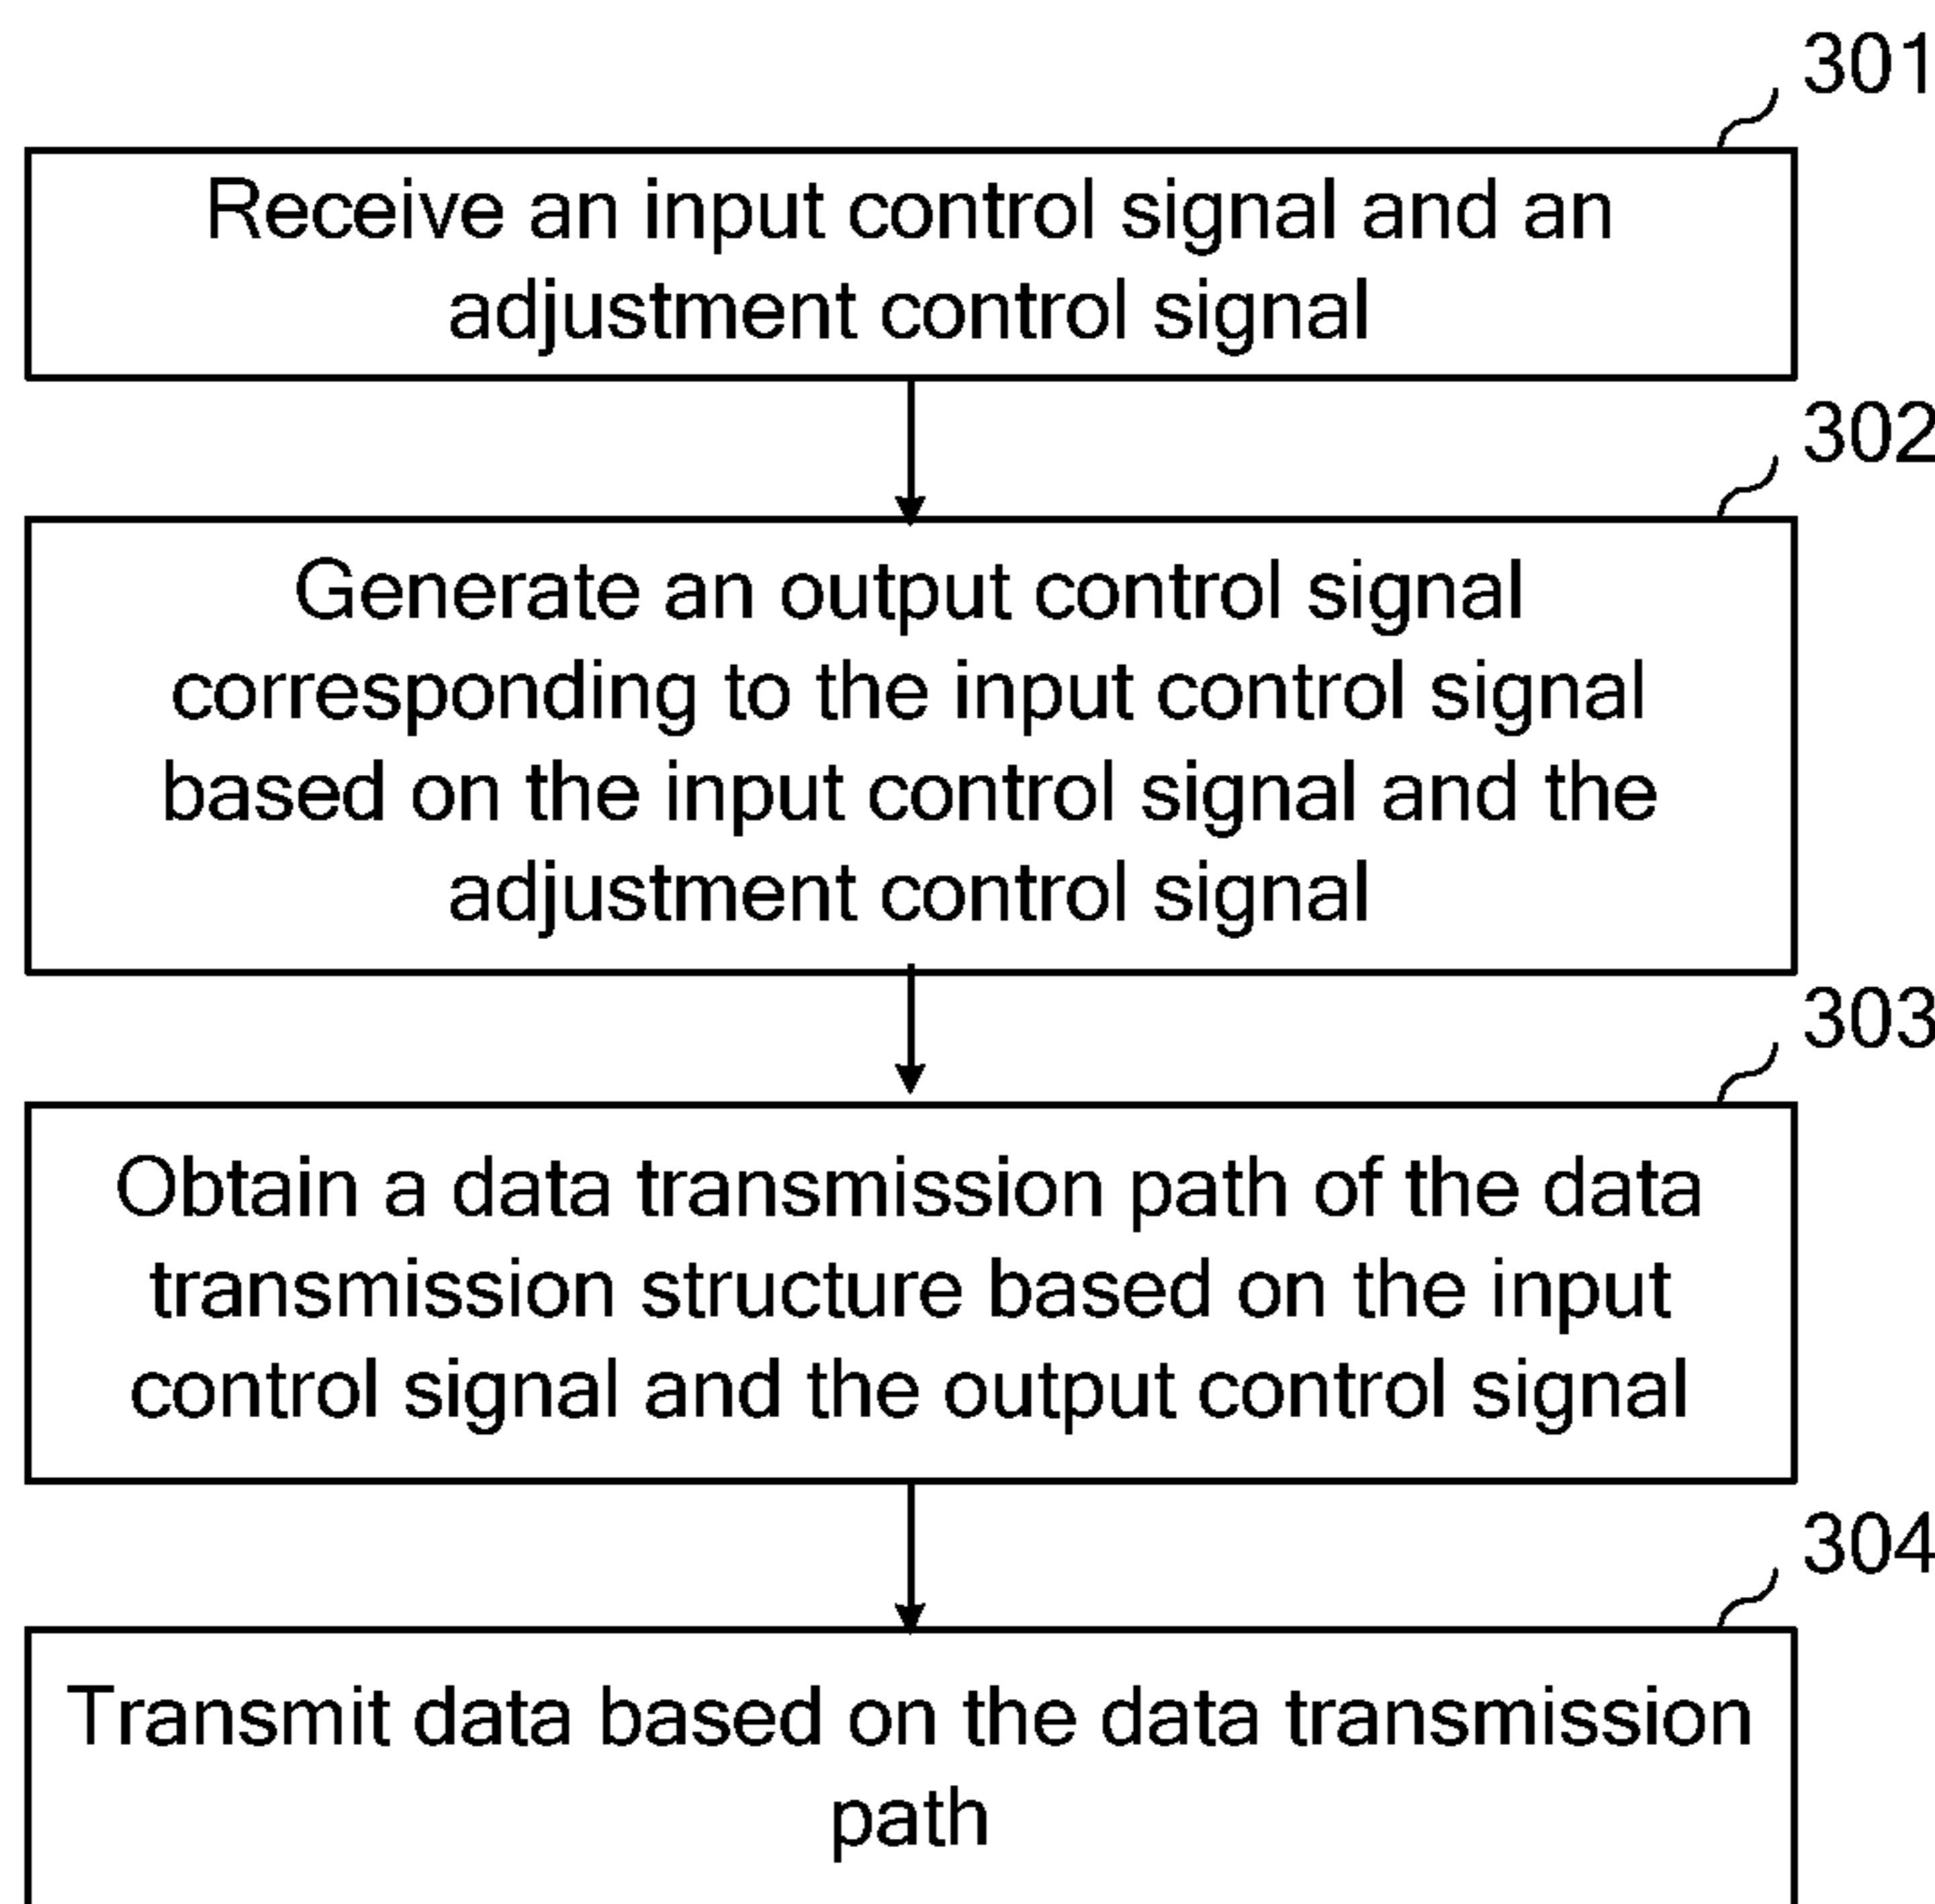 301
Receive an input control signal and an
adjustment control signal
302
Generate an output control signal
corresponding to the input control signal
based on the input control signal and the
adjustment control signal
303
Obtain a data transmission path of the data
transmission structure based on the input
control signal and the output control signal
304
Transmit data based on the data transmission
path